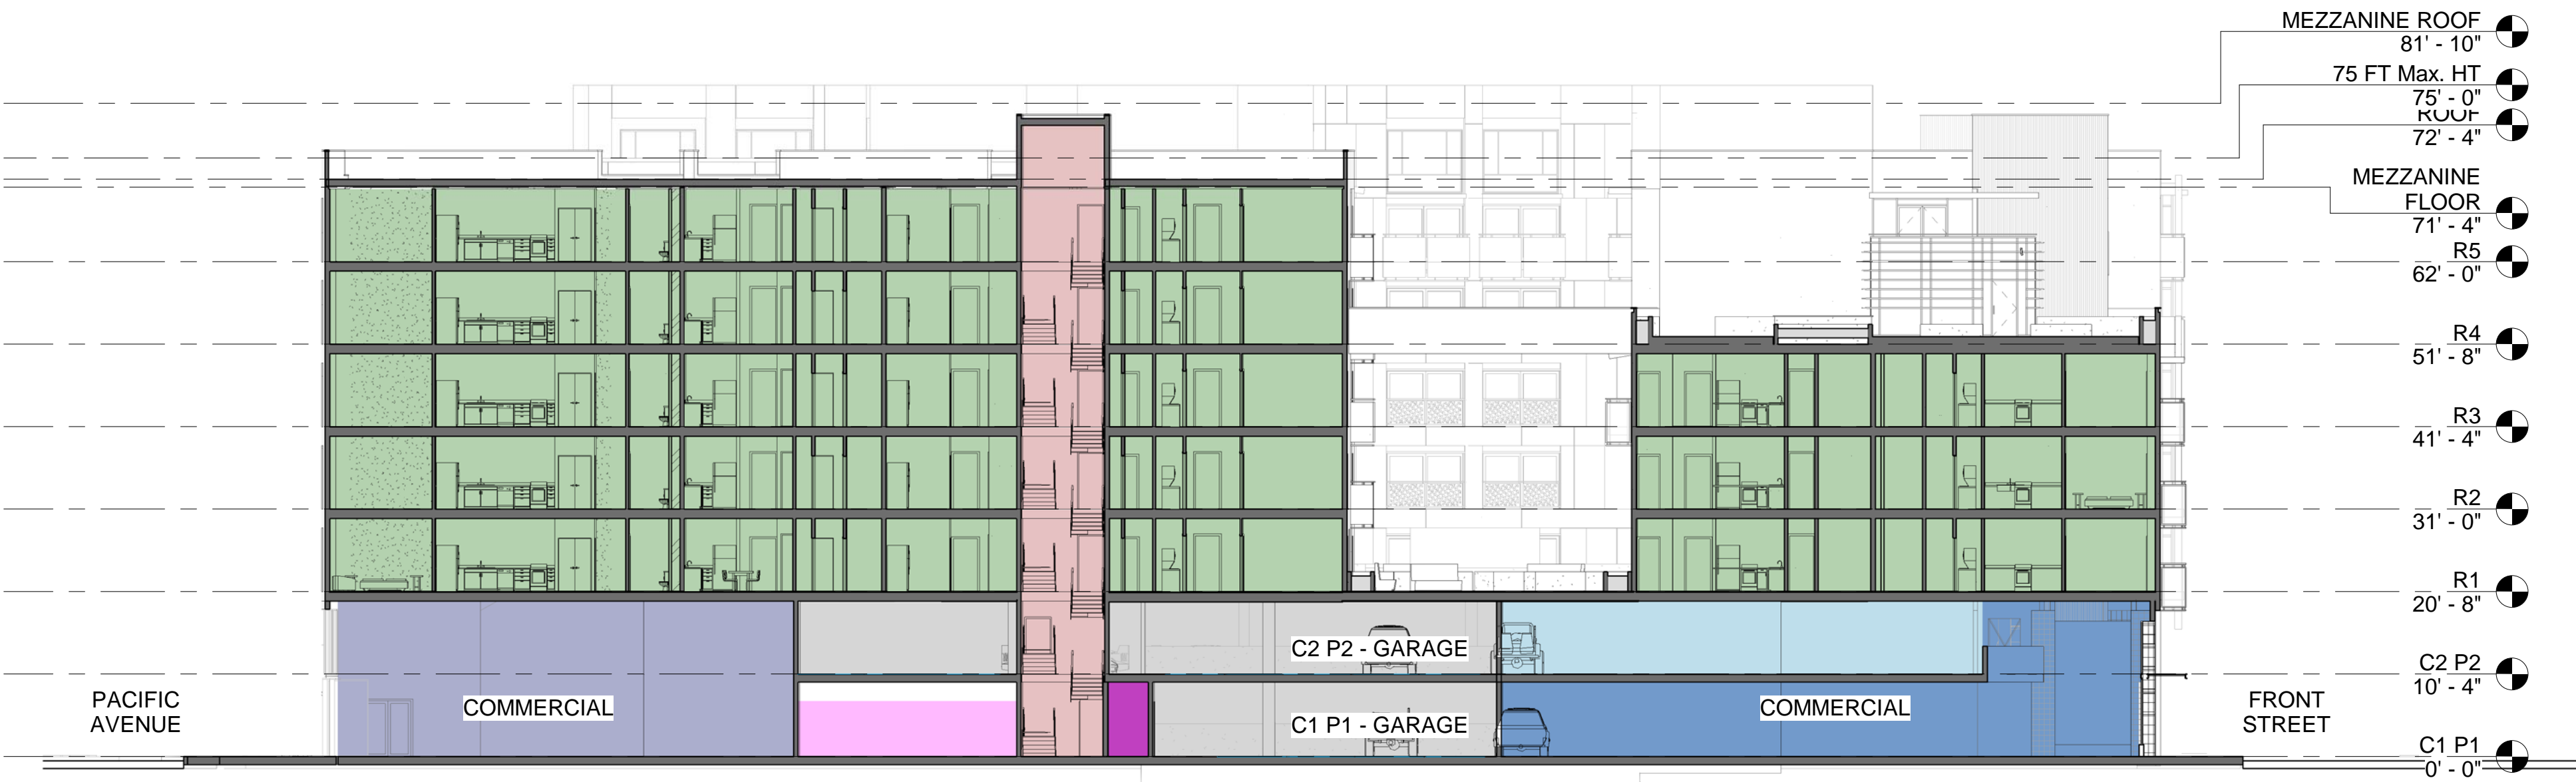 MEZZANINE ROOF
81' - 10"
75 FT Max. HT
75' - 0"
ROOF
72' - 4"
MEZZANINE
FLOOR
71' - 4"
R5
62' - 0"
R4
51' - 8"
R3
41' - 4"
R2
31' - 0"
R1
20' - 8"
C2 P2 - GARAGE
C2 P2
10' - 4"
PACIFIC
AVENUE
COMMERCIAL
C1 P1 - GARAGE
COMMERCIAL
FRONT
STREET
C1 P1
0' - 0"